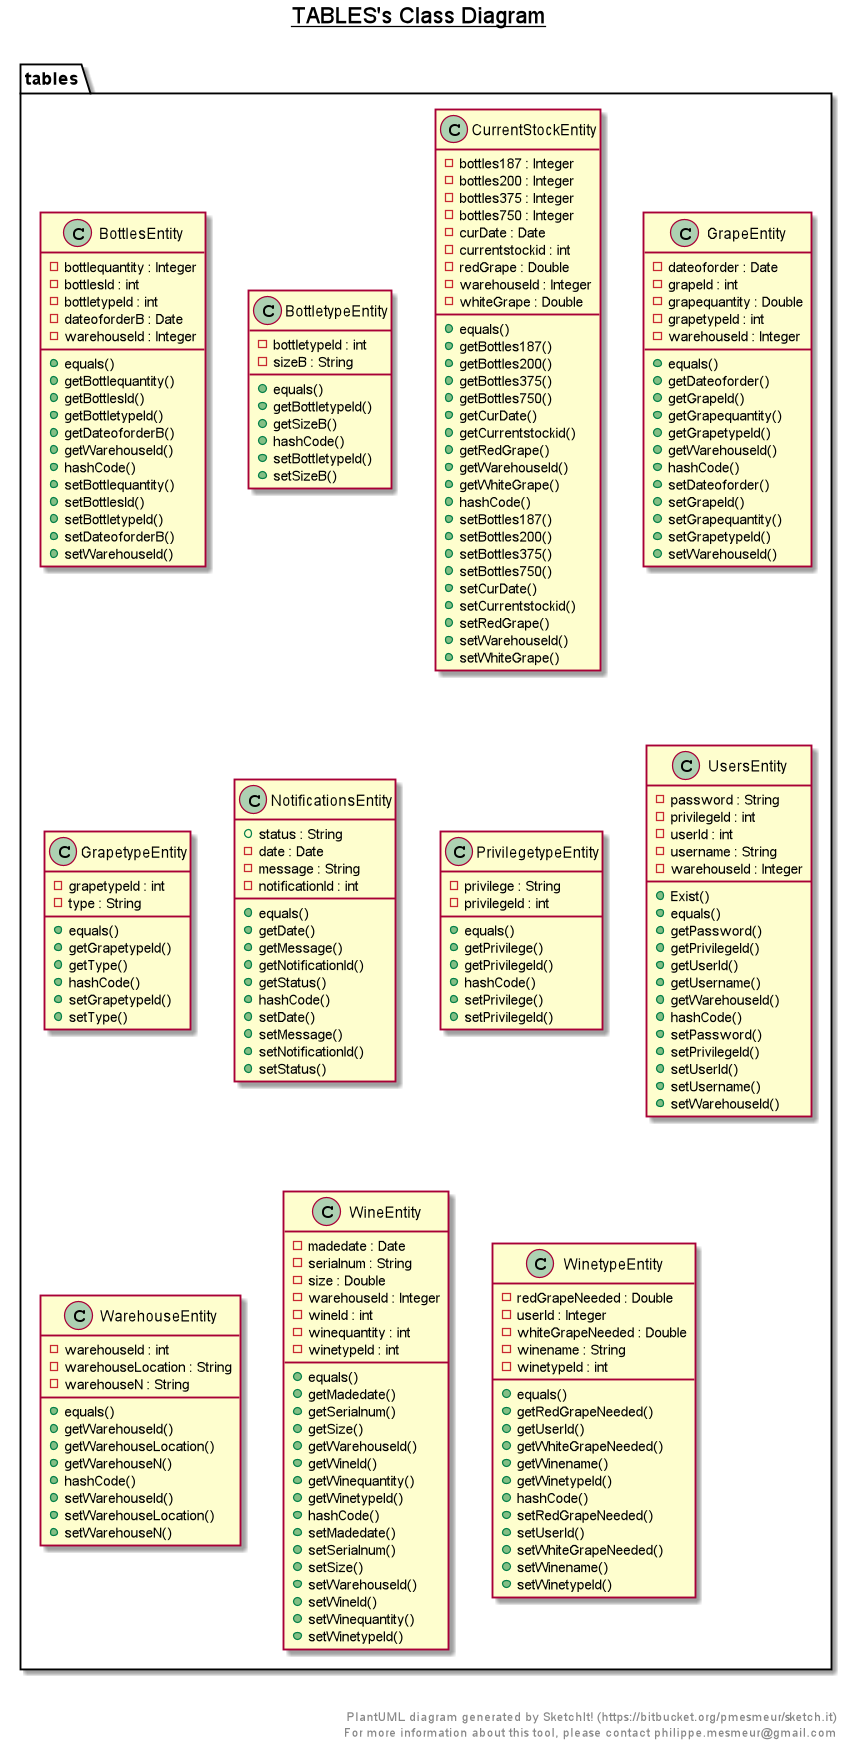 TABLES's Class Diagram
tables
C BottlesEntity
bottlequantity : Integer
bottlesId : int
bottletypeId : int
dateoforderB : Date
warehouseId : Integer
equals()
getBottlequantity()
getBottlesId()
getBottletypeId()
getDateoforderB()
getWarehouseId()
hashCode()
setBottlequantity()
setBottlesId()
setBottletypeId()
setDateoforderB()
setWarehouseId()
C BottletypeEntity
bottletypeId : int
sizeB : String
equals()
getBottletypeId()
getSizeB()
hashCode()
setBottletypeId()
setSizeB()
C CurrentStockEntity
bottles187 : Integer
bottles200 : Integer
bottles375 : Integer
bottles750 : Integer
curDate : Date
currentstockid : int
redGrape : Double
warehouseId : Integer
whiteGrape : Double
equals()
getBottles187()
getBottles200()
getBottles375()
getBottles750()
getCurDate()
getCurrentstockid()
getRedGrape()
getWarehouseId()
getWhiteGrape()
hashCode()
setBottles187()
setBottles200()
setBottles375()
setBottles750()
setCurDate()
setCurrentstockid()
setRedGrape()
setWarehouseId()
setWhiteGrape()
C GrapeEntity
dateoforder : Date
grapeId : int
grapequantity : Double
grapetypeId : int
warehouseId : Integer
equals()
getDateoforder()
getGrapeId()
getGrapequantity()
getGrapetypeId()
getWarehouseId()
hashCode()
setDateoforder()
setGrapeId()
setGrapequantity()
setGrapetypeId()
setWarehouseId()
C GrapetypeEntity
grapetypeId : int
type : String
equals()
getGrapetypeId()
getType()
hashCode()
setGrapetypeId()
setType()
C NotificationsEntity
status : String
date : Date
message : String
notificationId : int
equals()
getDate()
getMessage()
getNotificationId()
getStatus()
hashCode()
setDate()
setMessage()
setNotificationId()
setStatus()
C PrivilegetypeEntity
privilege : String
privilegeId : int
equals()
getPrivilege()
getPrivilegeId()
hashCode()
setPrivilege()
setPrivilegeId()
C UsersEntity
password : String
privilegeId : int
userId : int
username : String
warehouseId : Integer
Exist()
equals()
getPassword()
getPrivilegeId()
getUserId()
getUsername()
getWarehouseId()
hashCode()
setPassword()
setPrivilegeId()
setUserId()
setUsername()
setWarehouseId()
C WarehouseEntity
warehouseId : int
warehouseLocation : String
warehouseN : String
equals()
getWarehouseId()
getWarehouseLocation()
getWarehouseN()
hashCode()
setWarehouseId()
setWarehouseLocation()
setWarehouseN()
C WineEntity
madedate : Date
serialnum : String
size : Double
warehouseId : Integer
wineId : int
winequantity : int
winetypeId : int
equals()
getMadedate()
getSerialnum()
getSize()
getWarehouseId()
getWineId()
getWinequantity()
getWinetypeId()
hashCode()
setMadedate()
setSerialnum()
setSize()
setWarehouseId()
setWineId()
setWinequantity()
setWinetypeId()
C WinetypeEntity
redGrapeNeeded : Double
userId : Integer
whiteGrapeNeeded : Double
winename : String
winetypeId : int
equals()
getRedGrapeNeeded()
getUserId()
getWhiteGrapeNeeded()
getWinename()
getWinetypeId()
hashCode()
setRedGrapeNeeded()
setUserId()
setWhiteGrapeNeeded()
setWinename()
setWinetypeId()
PlantUML diagram generated by SketchIt! (https://bitbucket.org/pmesmeur/sketch.it)
For more information about this tool, please contact philippe.mesmeur@gmail.com